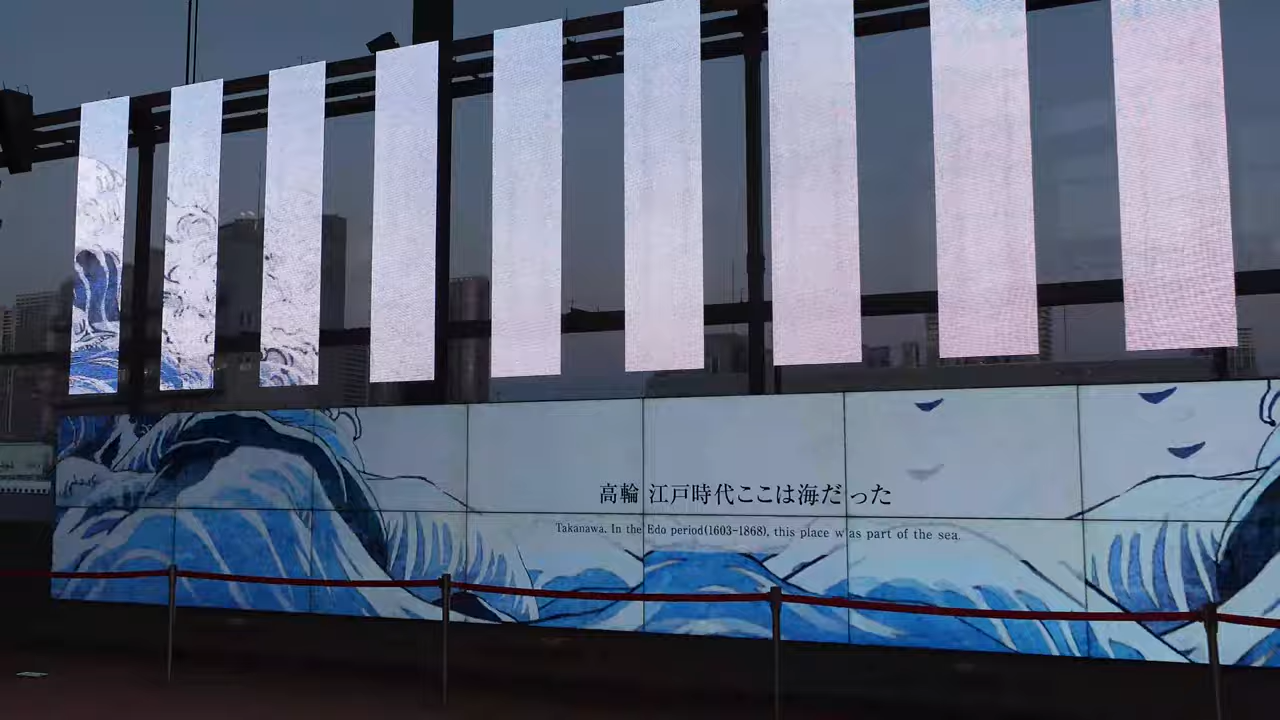 高輪 江戸時代ここは海だった
Takanawa. In the Edo period(1603-1868), this place was part of the sea.